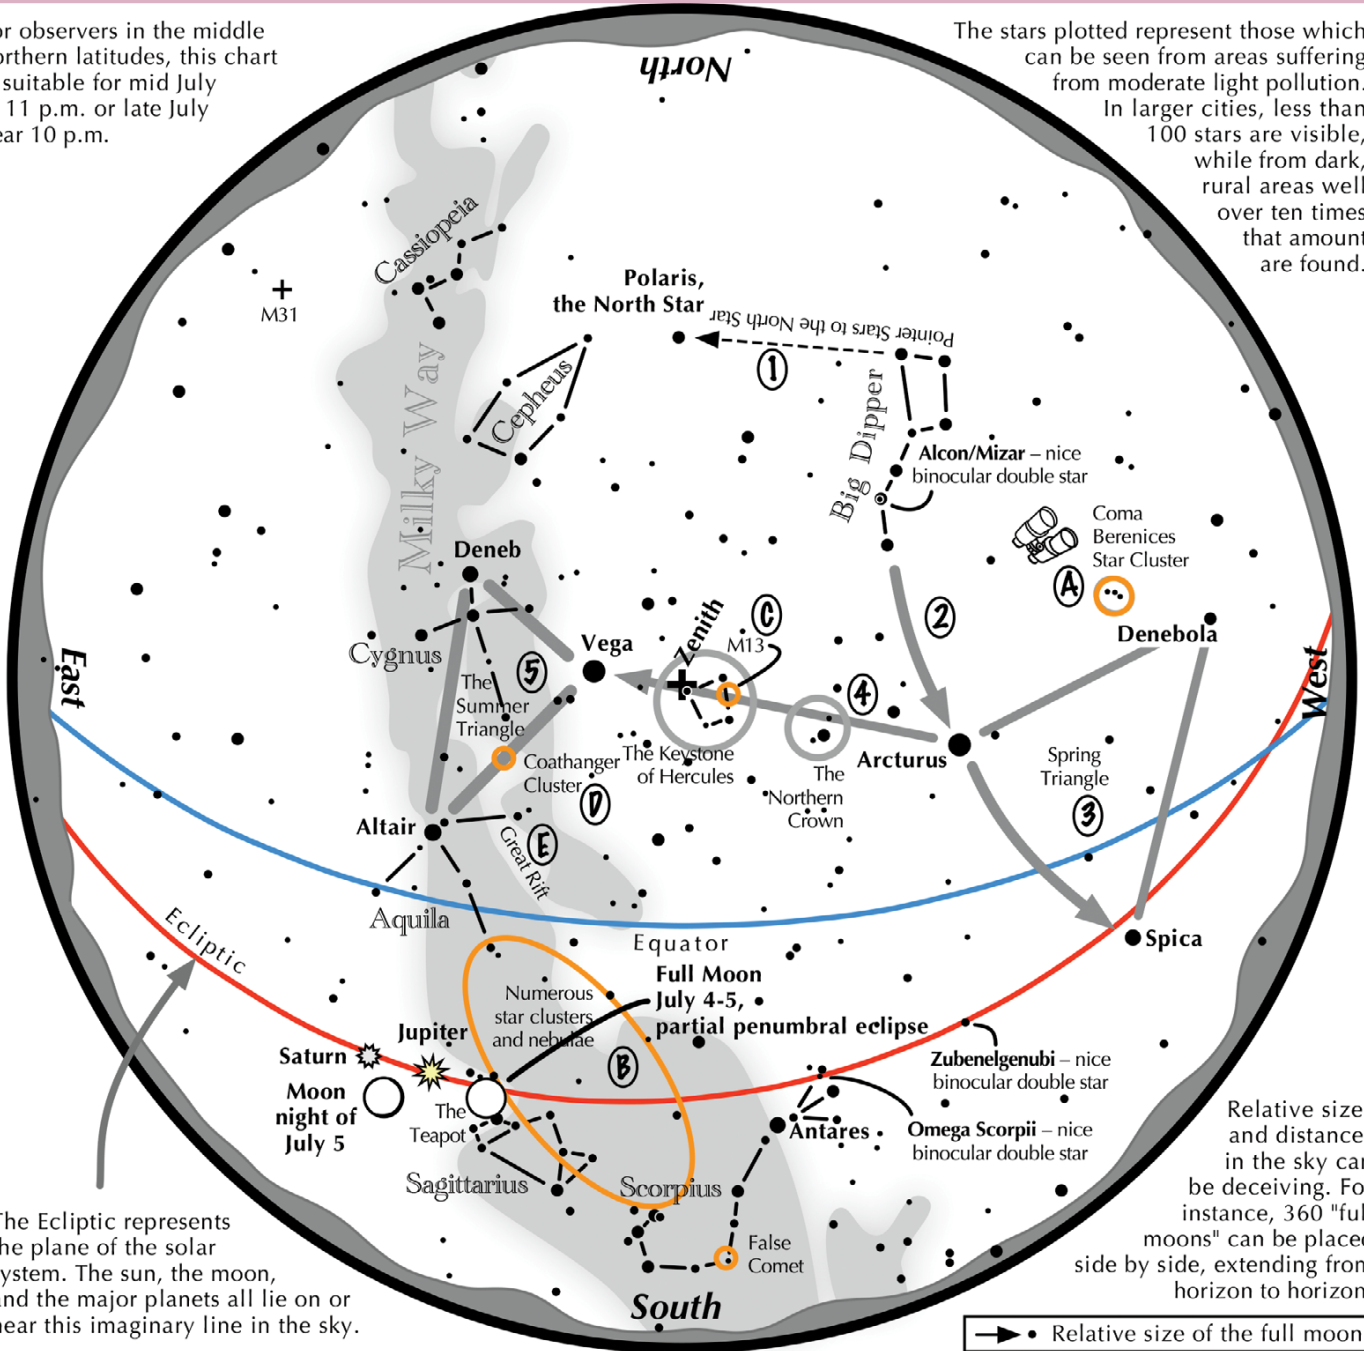 or observers in the middle
orthern latitudes, this chart
suitable for mid July
11 p.m. or late July
ear 10 p.m.
The stars plotted represent those which
can be seen from areas suffering
from moderate light pollution.
In larger cities, less than
100 stars are visible,
while from dark,
rural areas well
over ten times
that amount
are found.
North
Cassiopeia
M31
Polaris,
the North Star
Pointer Stars to the North Star
1
Cepheus
Milky Way
Big Dipper
Alcon/Mizar – nice
binocular double star
Coma
Berenices
Star Cluster
A
Deneb
Denebola
2
Cygnus
Vega
Zenith
C
M13
5
The
Summer
Triangle
4
East
West
Coathanger
Cluster
D
The Keystone
of Hercules
The
Northern
Crown
Arcturus
Spring
Triangle
3
Altair
E
Great Rift
Aquila
Equator
Spica
Ecliptic
Numerous
star clusters
and nebulae
B
Full Moon
July 4-5,
partial penumbral eclipse
Jupiter
Saturn
Moon
night of
July 5
The
Teapot
Zubenelgenubi – nice
binocular double star
Antares
Omega Scorpii – nice
binocular double star
Sagittarius
Scorpius
False
Comet
South
The Ecliptic represents
the plane of the solar
ystem. The sun, the moon,
and the major planets all lie on or
near this imaginary line in the sky.
Relative size
and distance
in the sky can
be deceiving. Fo
instance, 360 "ful
moons" can be placed
side by side, extending from
horizon to horizon
Relative size of the full moon